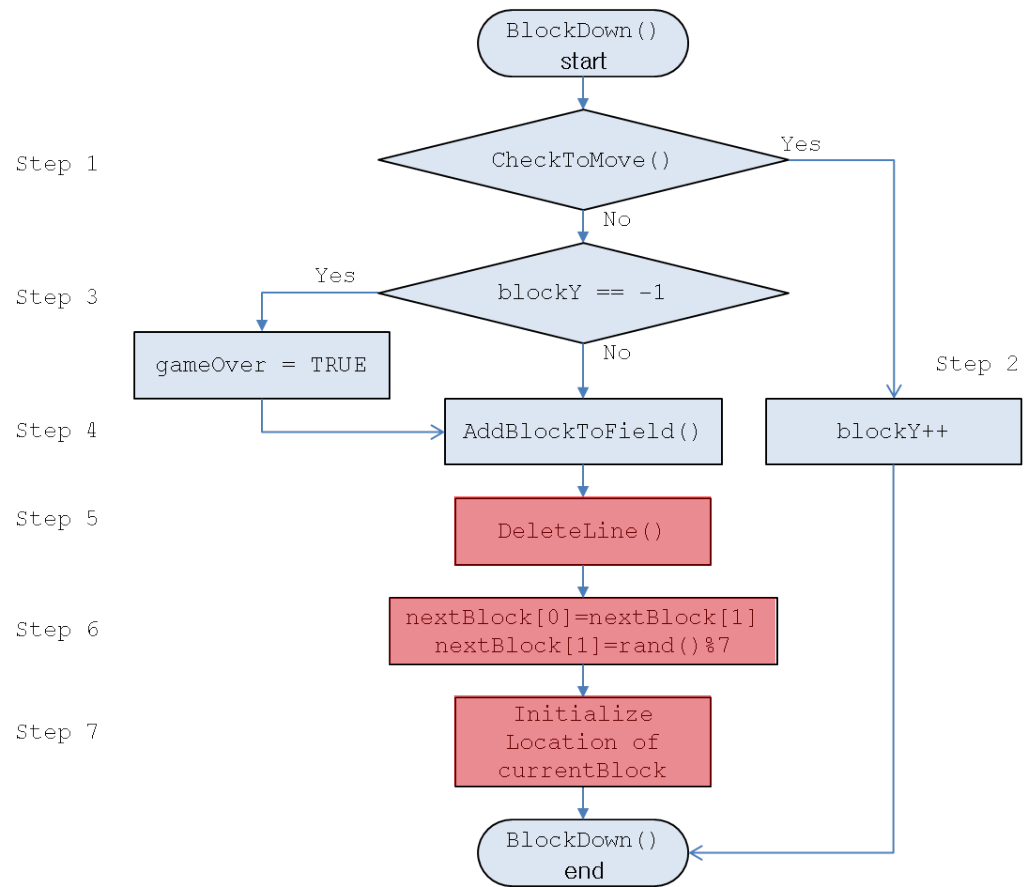 BlockDown()
start
Step 1
CheckToMove()
Yes
No
Step 3
Yes
blockY == -1
No
gameOver = TRUE
Step 2
Step 4
AddBlockToField()
blockY++
Step 5
DeleteLine()
Step 6
nextBlock[0]=nextBlock[1]
nextBlock[1]=rand()%7
Step 7
Initialize
Location of
currentBlock
BlockDown()
end